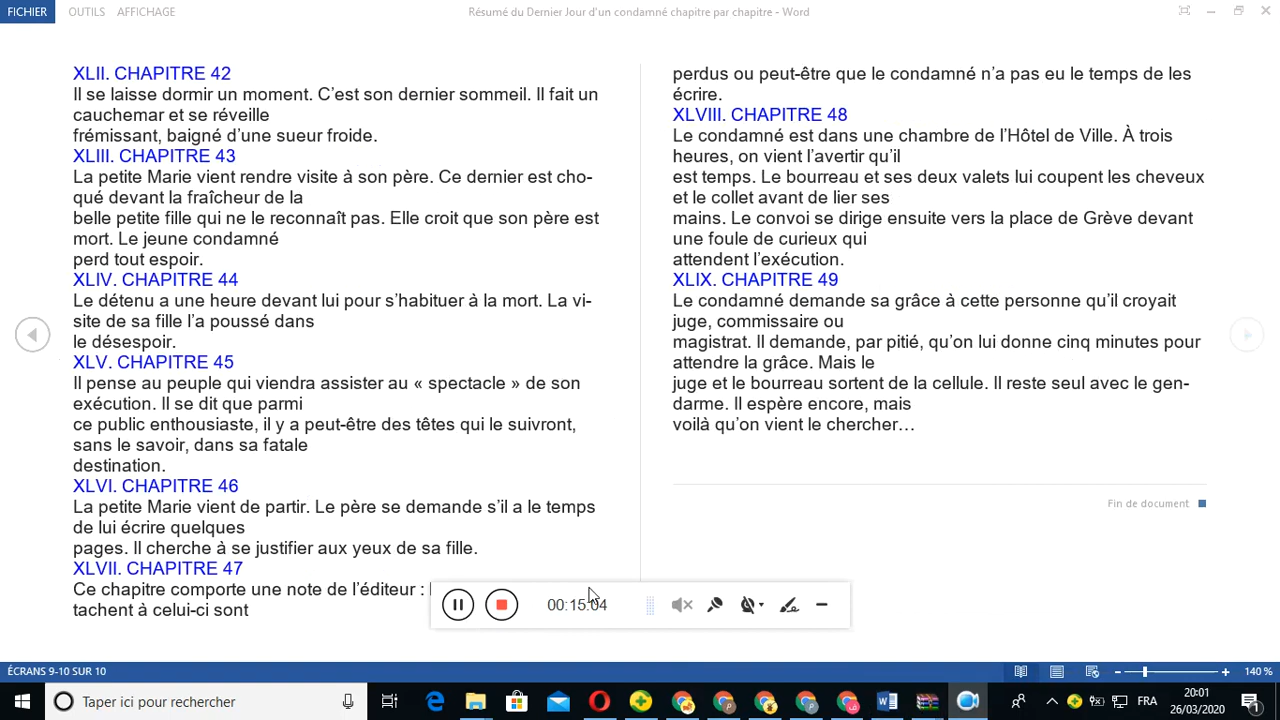 FICHIER OUTILS AFFICHAGE Résumé du Dernier Jour d'un condamné chapitre par chapitre - Word
XLII. CHAPITRE 42
Il se laisse dormir un moment. C’est son dernier sommeil. Il fait un
cauchemar et se réveille
frémissant, baigné d’une sueur froide.
XLIII. CHAPITRE 43
La petite Marie vient rendre visite à son père. Ce dernier est cho-
qué devant la fraîcheur de la
belle petite fille qui ne le reconnaît pas. Elle croit que son père est
mort. Le jeune condamné
perd tout espoir.
XLIV. CHAPITRE 44
Le détenu a une heure devant lui pour s’habituer à la mort. La vi-
site de sa fille l’a poussé dans
le désespoir.
XLV. CHAPITRE 45
Il pense au peuple qui viendra assister au « spectacle » de son
exécution. Il se dit que parmi
ce public enthousiaste, il y a peut-être des têtes qui le suivront,
sans le savoir, dans sa fatale
destination.
XLVI. CHAPITRE 46
La petite Marie vient de partir. Le père se demande s’il a le temps
de lui écrire quelques
pages. Il cherche à se justifier aux yeux de sa fille.
XLVII. CHAPITRE 47
Ce chapitre comporte une note de l’éditeur :
tachent à celui-ci sont
perdus ou peut-être que le condamné n’a pas eu le temps de les
écrire.
XLVIII. CHAPITRE 48
Le condamné est dans une chambre de l’Hôtel de Ville. À trois
heures, on vient l’avertir qu’il
est temps. Le bourreau et ses deux valets lui coupent les cheveux
et le collet avant de lier ses
mains. Le convoi se dirige ensuite vers la place de Grève devant
une foule de curieux qui
attendent l’exécution.
XLIX. CHAPITRE 49
Le condamné demande sa grâce à cette personne qu’il croyait
juge, commissaire ou
magistrat. Il demande, par pitié, qu’on lui donne cinq minutes pour
attendre la grâce. Mais le
juge et le bourreau sortent de la cellule. Il reste seul avec le gen-
darme. Il espère encore, mais
voilà qu’on vient le chercher…
Fin de document
00:15:04
ÉCRANS 9-10 SUR 10 140 %
Taper ici pour rechercher FRA 20:01
26/03/2020